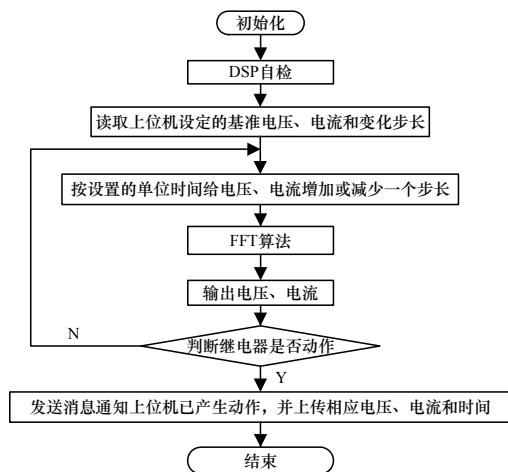 初始化
DSP自检
读取上位机设定的基准电压、电流和变化步长
按设置的单位时间给电压、电流增加或减少一个步长
FFT算法
输出电压、电流
判断继电器是否动作
N
Y
发送消息通知上位机已产生动作，并上传相应电压、电流和时间
结束